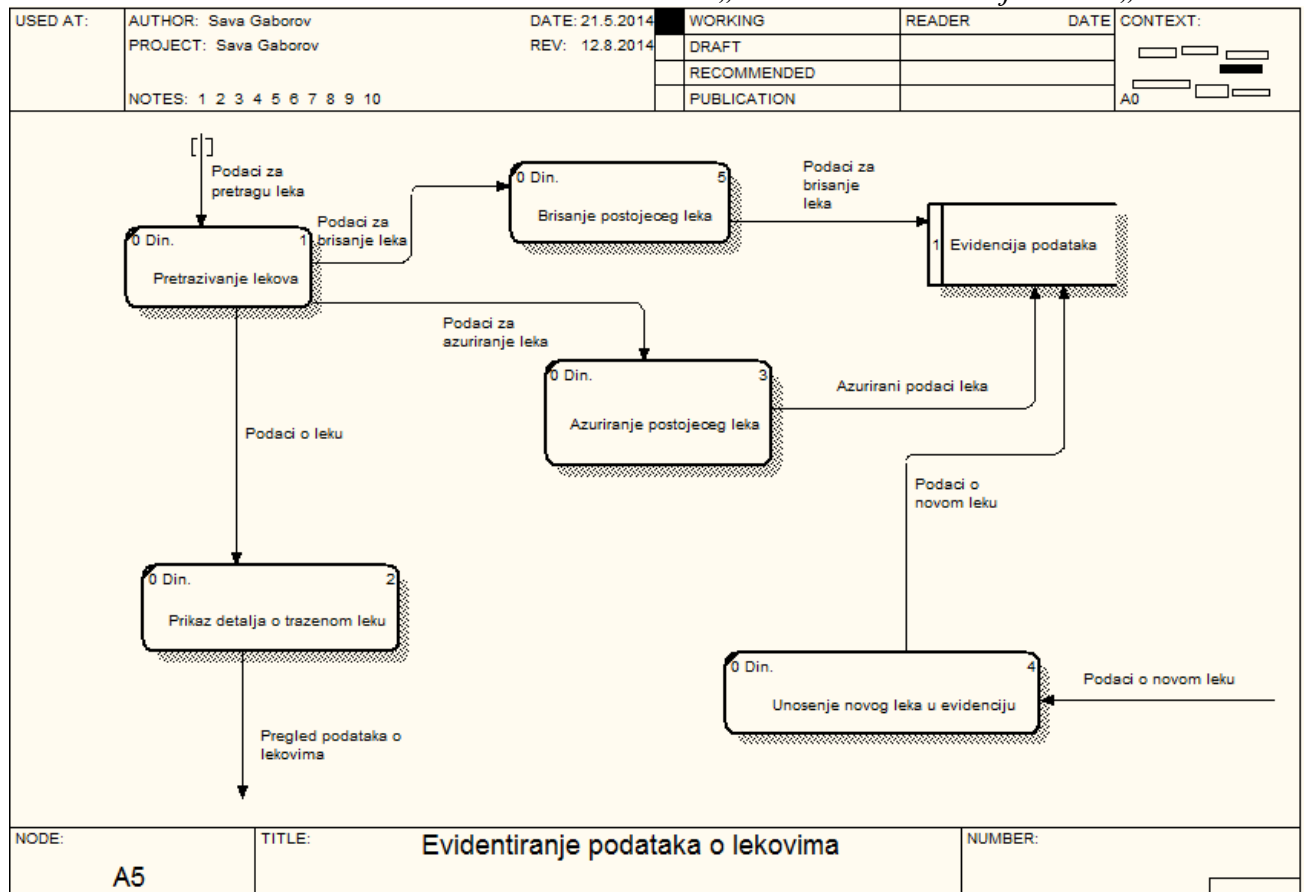 USED AT:
AUTHOR: Sava Gaborov
DATE: 21.5.2014
PROJECT: Sava Gaborov
REV: 12.8.2014
NOTES: 1 2 3 4 5 6 7 8 9 10
WORKING
DRAFT
RECOMMENDED
PUBLICATION
READER
DATE
CONTEXT:
A0
Podaci za
pretragu leka
0 Din.
1
Pretrazivanje lekova
Podaci za
brisanje leka
0 Din.
5
Brisanje postojeceg leka
Podaci za
brisanje
leka
1
Evidencija podataka
Podaci za
azuriranje leka
0 Din.
3
Azuriranje postojeceg leka
Azurirani podaci leka
Podaci o leku
Podaci o
novom leku
0 Din.
2
Prikaz detalja o trazenom leku
0 Din.
4
Unosenje novog leka u evidenciju
Podaci o novom leku
Pregled podataka o
lekovima
NODE:
A5
TITLE:
Evidentiranje podataka o lekovima
NUMBER: